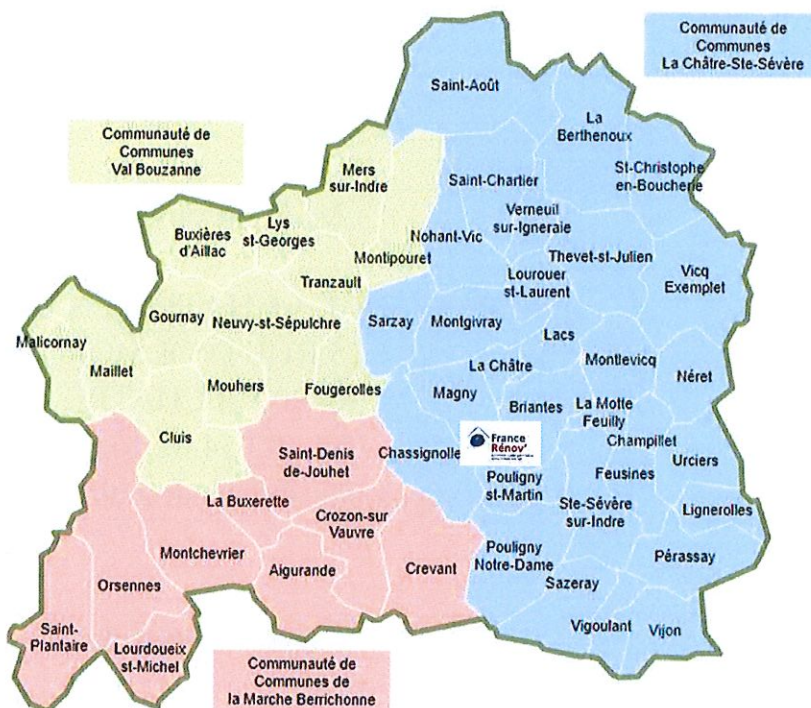 Communauté de
Communes
La Châtre-Ste-Sévère
Saint-Août
La
Berthenoux
Communauté de
Communes
Val Bouzanne
Mers
sur-Indre
Saint-Chartier
St-Christophe
en-Boucherie
Verneuil
sur-Igneraie
Lys
st-Georges
Buxières
d'Aillac
Nohant-Vic
Montipouret
Thevet-st-Julien
Tranzault
Lourouer
st-Laurent
Vicq
Exemplet
Gournay
Neuvy-st-Sépulchre
Sarzay
Montgivray
Malicornay
Lacs
Maillet
La Châtre
Montlevicq
Néret
Mouhers
Fougerolles
Magny
Briantes
La Motte
Feuilly
Cluis
Champillet
Saint-Denis
de-Jouhet
Chassignolle
France
Rénov'
Urciers
Feusines
Pouligny
st-Martin
La Buxerette
Ste-Sévère
sur-Indre
Lignerolles
Crozon-sur
Vauvre
Montchevrier
Pouligny
Notre-Dame
Pérassay
Aigurande
Crevant
Orsennes
Sazeray
Saint-
Plantaire
Vigoulant
Vijon
Lourdoueix
st-Michel
Communauté de
Communes de
la Marche Berrichonne